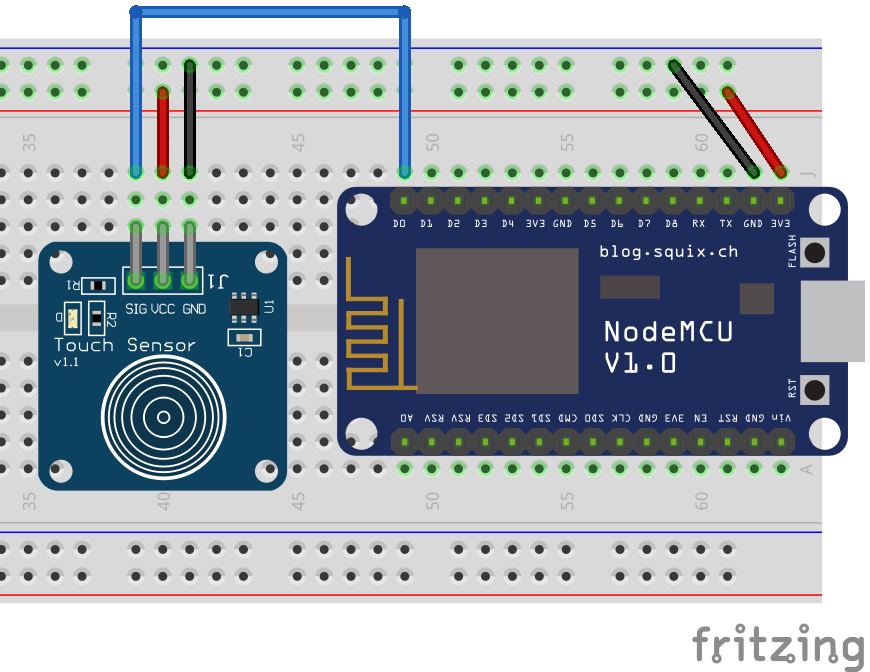 35
45
50
55
60
J
D0 D1 D2 D3 D4 3V3 GND D5 D6 D7 D8 RX TX GND 3V3
blog.squix.ch
FLASH
R1
J1
SIG VCC GND
D
R2
U1
C1
Touch Sensor
v1.1
NodeMCU
V1.0
RST
A0 RSV RSV SD3 SD2 SD1 CMD SD0 CLK GND 3V3 EN RST GND Vin
A
35
40
45
50
55
60
fritzing